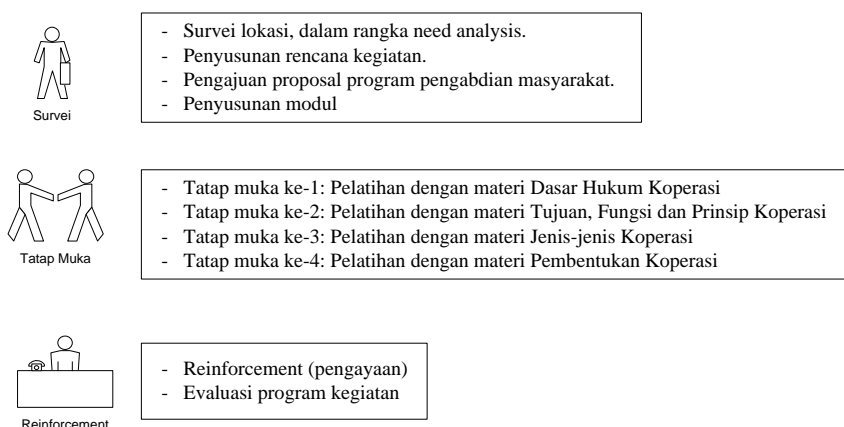 - Survei lokasi, dalam rangka need analysis.
- Penyusunan rencana kegiatan.
- Pengajuan proposal program pengabdian masyarakat.
- Penyusunan modul
Survei
- Tatap muka ke-1: Pelatihan dengan materi Dasar Hukum Koperasi
- Tatap muka ke-2: Pelatihan dengan materi Tujuan, Fungsi dan Prinsip Koperasi
- Tatap muka ke-3: Pelatihan dengan materi Jenis-jenis Koperasi
- Tatap muka ke-4: Pelatihan dengan materi Pembentukan Koperasi
Tatap Muka
- Reinforcement (pengayaan)
- Evaluasi program kegiatan
Reinforcement